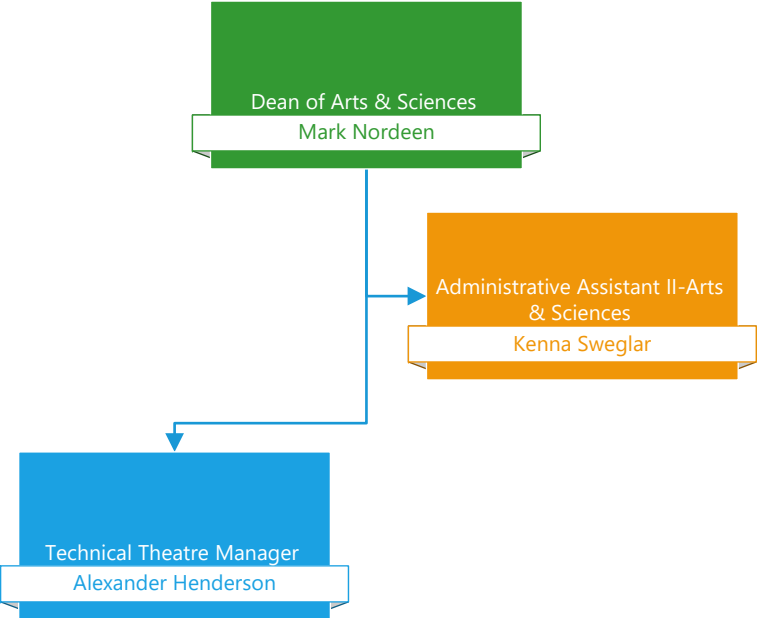 Dean of Arts & Sciences
Mark Nordeen
Administrative Assistant II-Arts
& Sciences
Kenna Sweglar
Technical Theatre Manager
Alexander Henderson